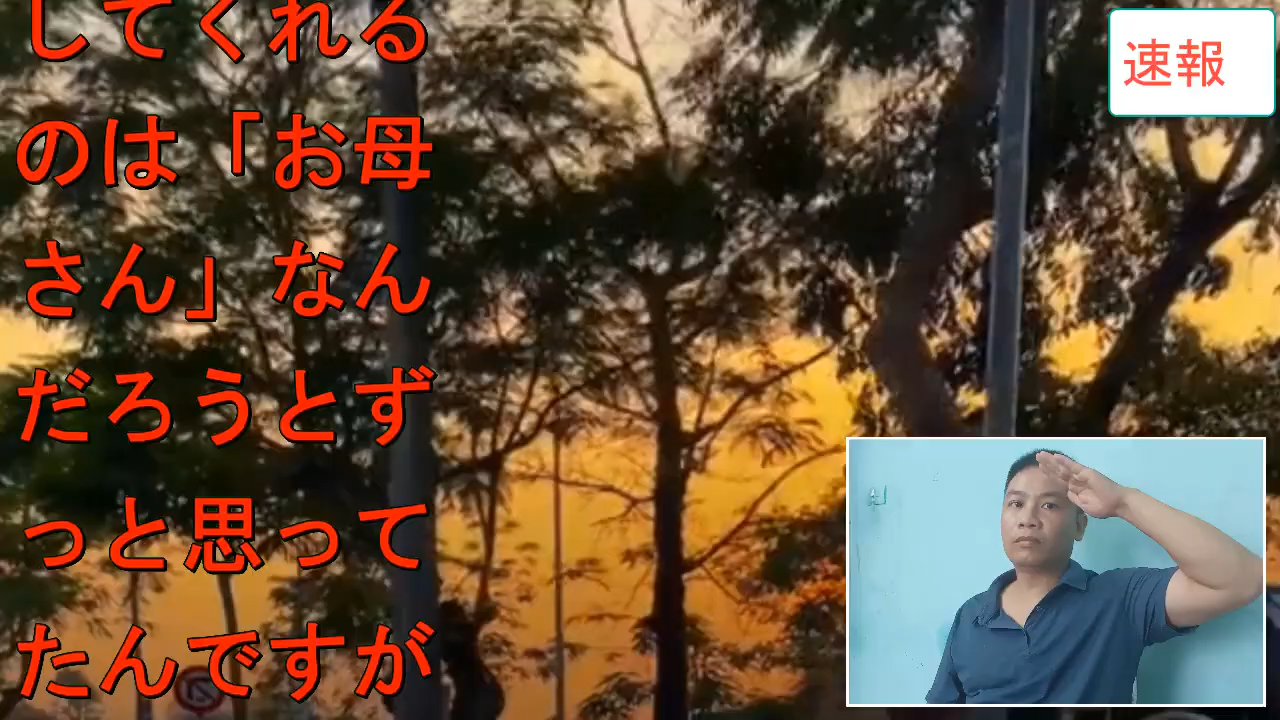 してくれる
のは「お母
さん」なん
だろうとず
っと思って
たんですが
速報